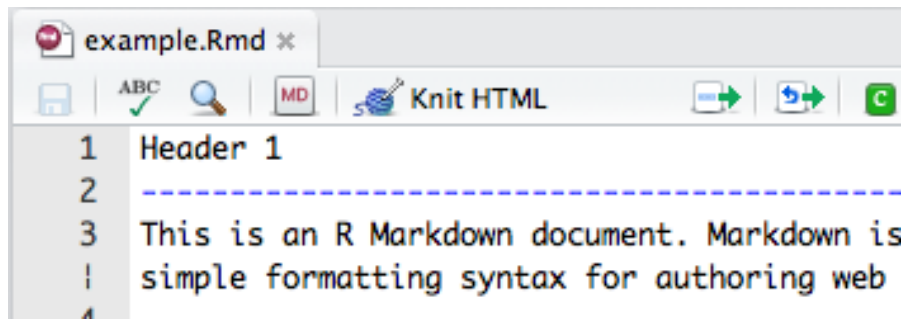 example.Rmd
ABC MD Knit HTML C
1 Header 1
2 ------------------------------------------
3 This is an R Markdown document. Markdown is
simple formatting syntax for authoring web
4